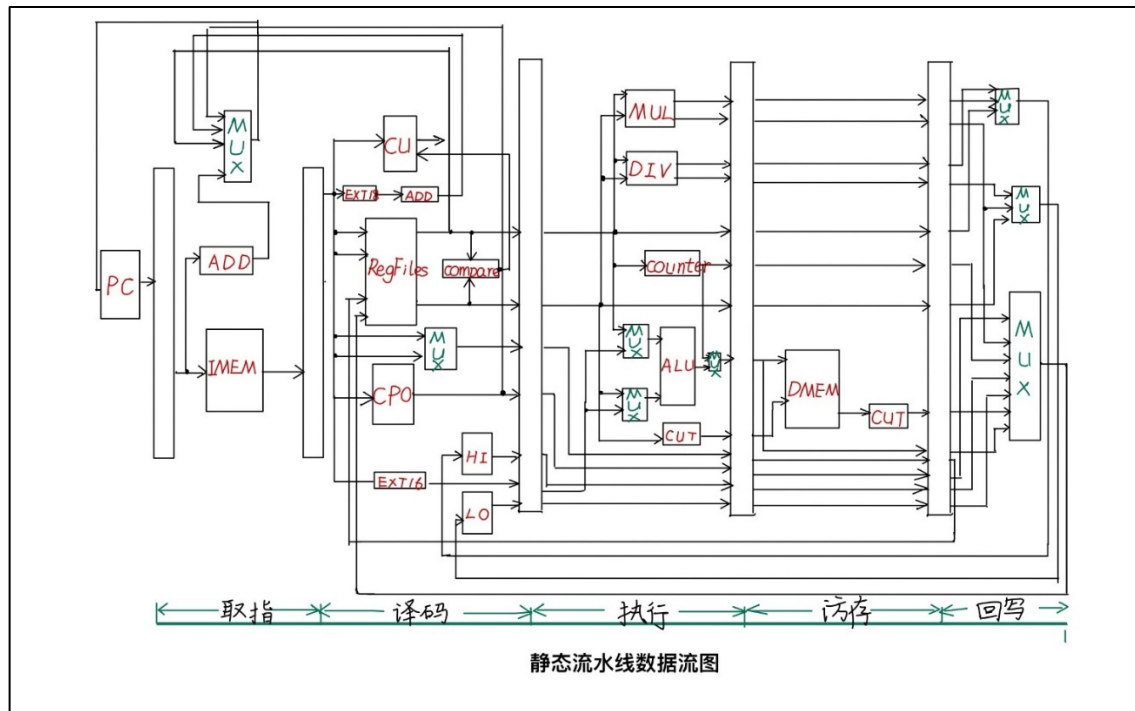 MUX
CU
EXT18
ADD
PC
ADD
IMEM
RegFiles
compare
MUX
CP0
HI
EXT16
LO
MUL
DIV
counter
MUX
ALU
MUX
MUX
CUT
DMEM
CUT
MUX
MUX
MUX
取指
译码
执行
访存
回写
静态流水线数据流图